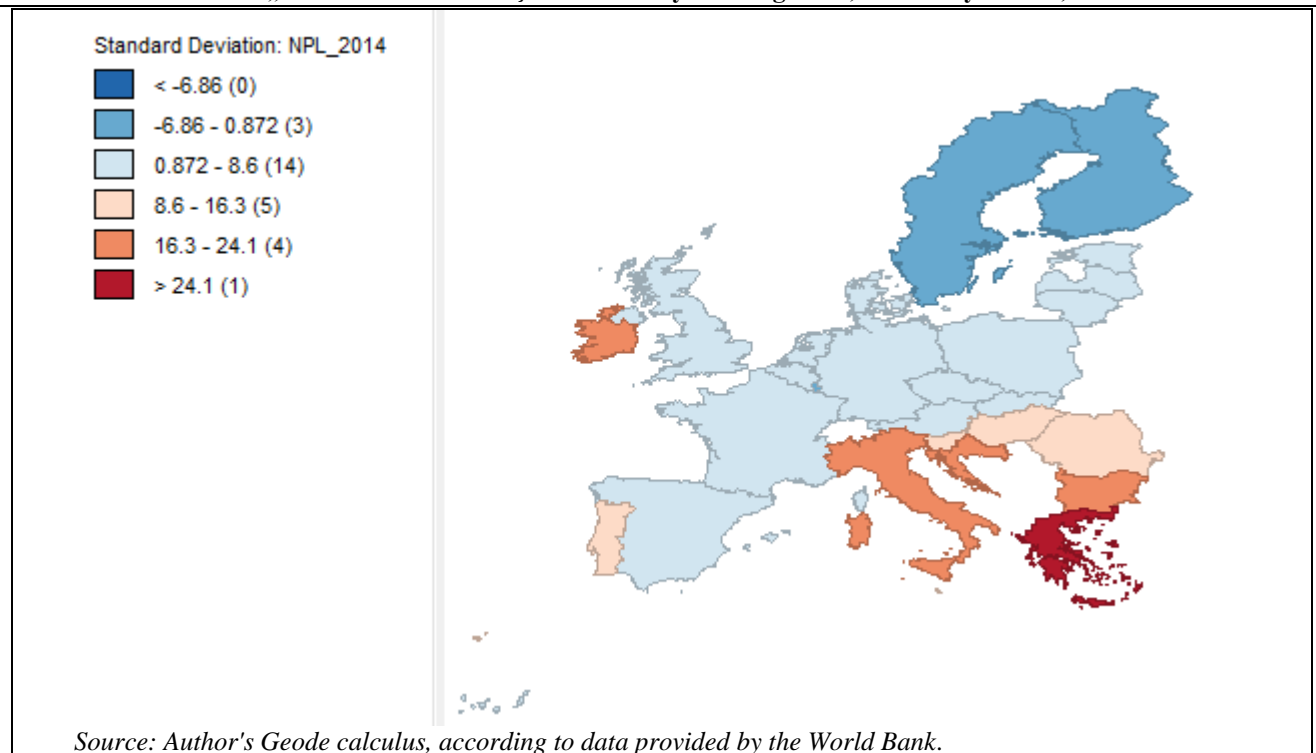 Standard Deviation: NPL_2014
< -6.86 (0)
-6.86 - 0.872 (3)
0.872 - 8.6 (14)
8.6 - 16.3 (5)
16.3 - 24.1 (4)
> 24.1 (1)
Source: Author's Geode calculus, according to data provided by the World Bank.